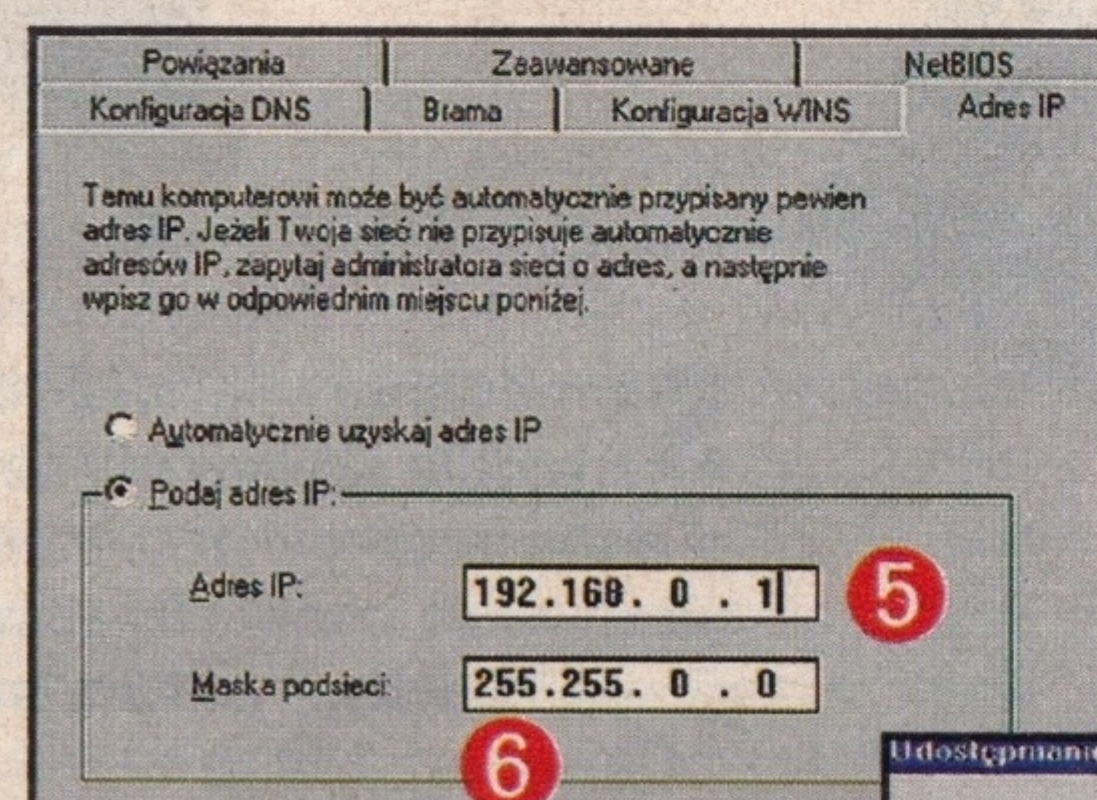 Powiązania Zaawansowane NetBIOS
Konfiguracja DNS Brama Konfiguracja WINS Adres IP
Temu komputerowi może być automatycznie przypisany pewien
adres IP. Jeżeli Twoja sieć nie przypisuje automatycznie
adresów IP, zapytaj administratora sieci o adres, a następnie
wpisz go w odpowiednim miejscu poniżej.
Automatycznie uzyskaj adres IP
Podaj adres IP:
Adres IP: 192.168. 0 . 1 5
Maska podsieci: 255.255. 0 . 0
6
Udostępnianie